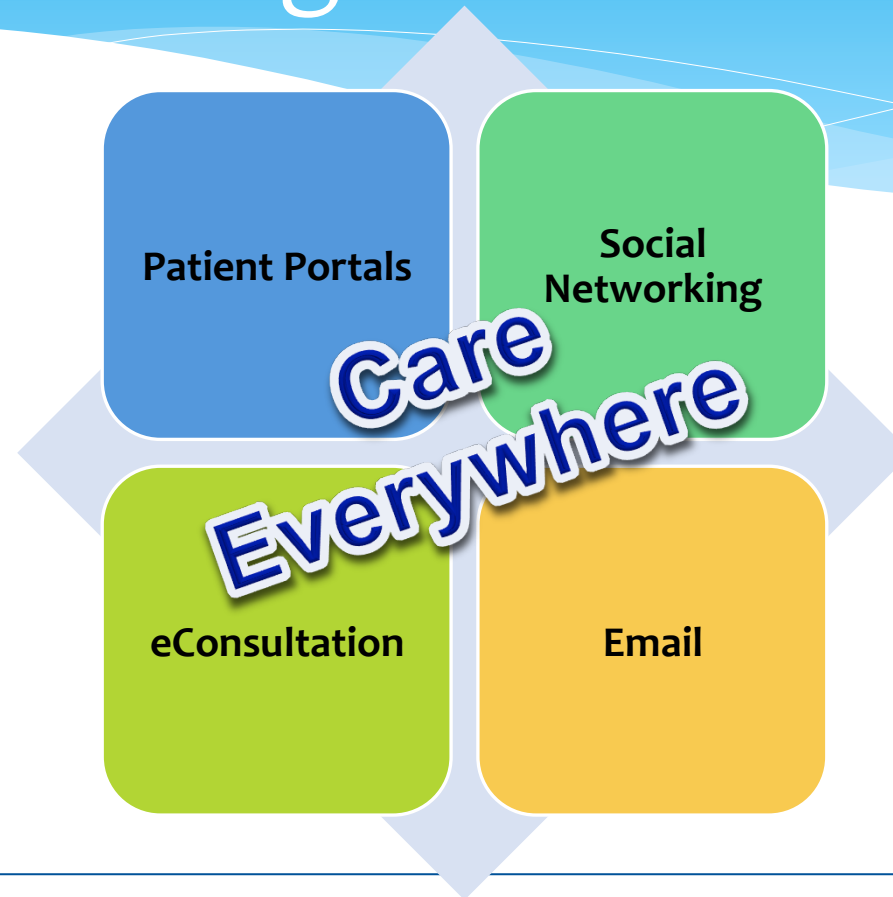 Patient Portals
Social
Networking
Care
Everywhere
eConsultation
Email